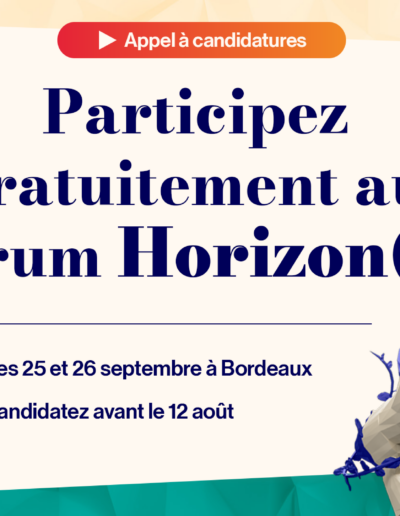 Appel à candidatures
Participez
ratuitement au
rum Horizon(
es 25 et 26 septembre à Bordeaux
andidatez avant le 12 août